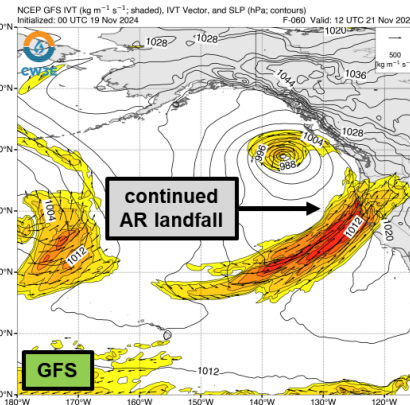 NCEP GFS IVT (kg m⁻¹ s⁻¹; shaded), IVT Vector, and SLP (hPa; contours)
Initialized: 00 UTC 19 Nov 2024
F-060 Valid: 12 UTC 21 Nov 202
1020
1028
1028
500
[kg m⁻¹ s⁻¹]
CW3E
1044
1036
1028
1004
996
988
1004
continued
AR landfall
1012
1020
1012
1012
GFS
180°W
170°W
160°W
150°W
140°W
130°W
120°W